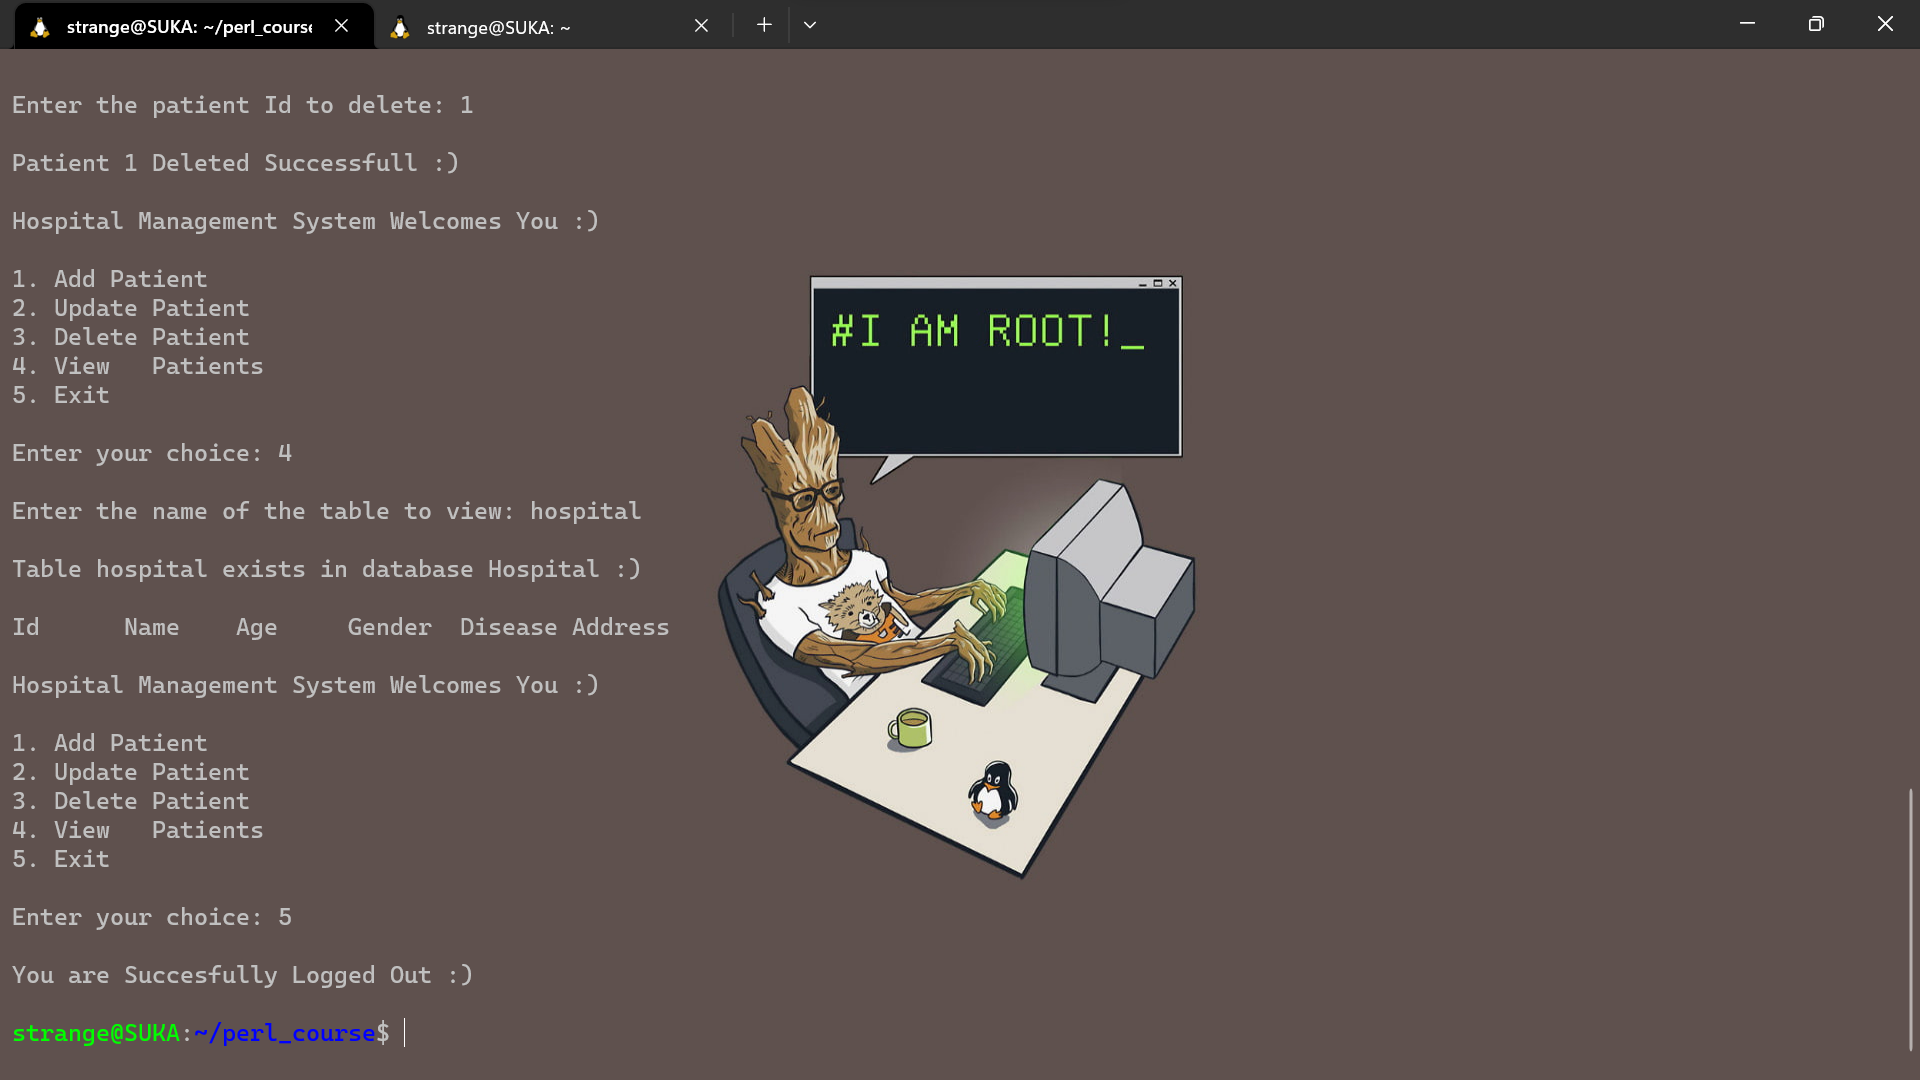 strange@SUKA: ~/perl_course
strange@SUKA: ~
Enter the patient Id to delete: 1
Patient 1 Deleted Successfull :)
Hospital Management System Welcomes You :)
1. Add Patient
2. Update Patient
3. Delete Patient
4. View   Patients
5. Exit
Enter your choice: 4
Enter the name of the table to view: hospital
Table hospital exists in database Hospital :)
Id      Name    Age     Gender  Disease Address
Hospital Management System Welcomes You :)
1. Add Patient
2. Update Patient
3. Delete Patient
4. View   Patients
5. Exit
Enter your choice: 5
You are Succesfully Logged Out :)
strange@SUKA:~/perl_course$
#I AM ROOT!_